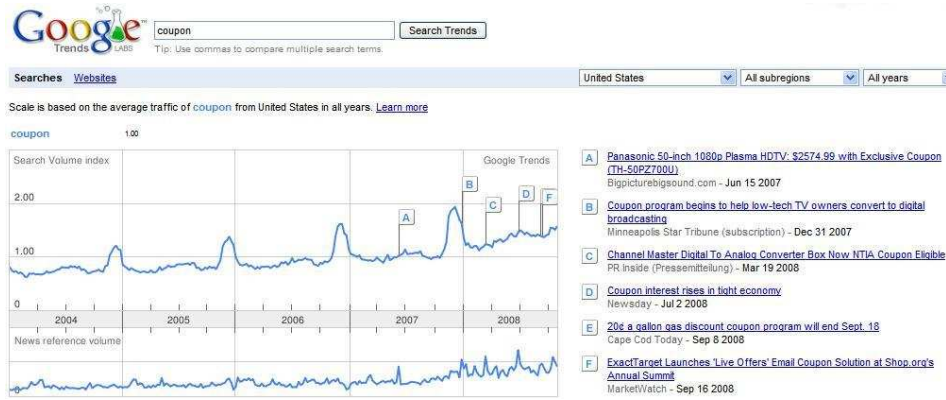 Google
Trends LABS
coupon
Search Trends
Tip: Use commas to compare multiple search terms.
Searches Websites
United States
All subregions
All years
Scale is based on the average traffic of coupon from United States in all years. Learn more
coupon 1.00
Search Volume index
Google Trends
2.00
1.00
0
A
B
C
D
F
2004 2005 2006 2007 2008
News reference volume
0
A Panasonic 50-inch 1080p Plasma HDTV: $2574.99 with Exclusive Coupon
(TH-50PZ700U)
Bigpicturebigsound.com - Jun 15 2007
B Coupon program begins to help low-tech TV owners convert to digital
broadcasting
Minneapolis Star Tribune (subscription) - Dec 31 2007
C Channel Master Digital To Analog Converter Box Now NTIA Coupon Eligible
PR Inside (Pressemitteilung) - Mar 19 2008
D Coupon interest rises in tight economy
Newsday - Jul 2 2008
E 20¢ a gallon gas discount coupon program will end Sept. 18
Cape Cod Today - Sep 8 2008
F ExactTarget Launches 'Live Offers' Email Coupon Solution at Shop.org's
Annual Summit
MarketWatch - Sep 16 2008